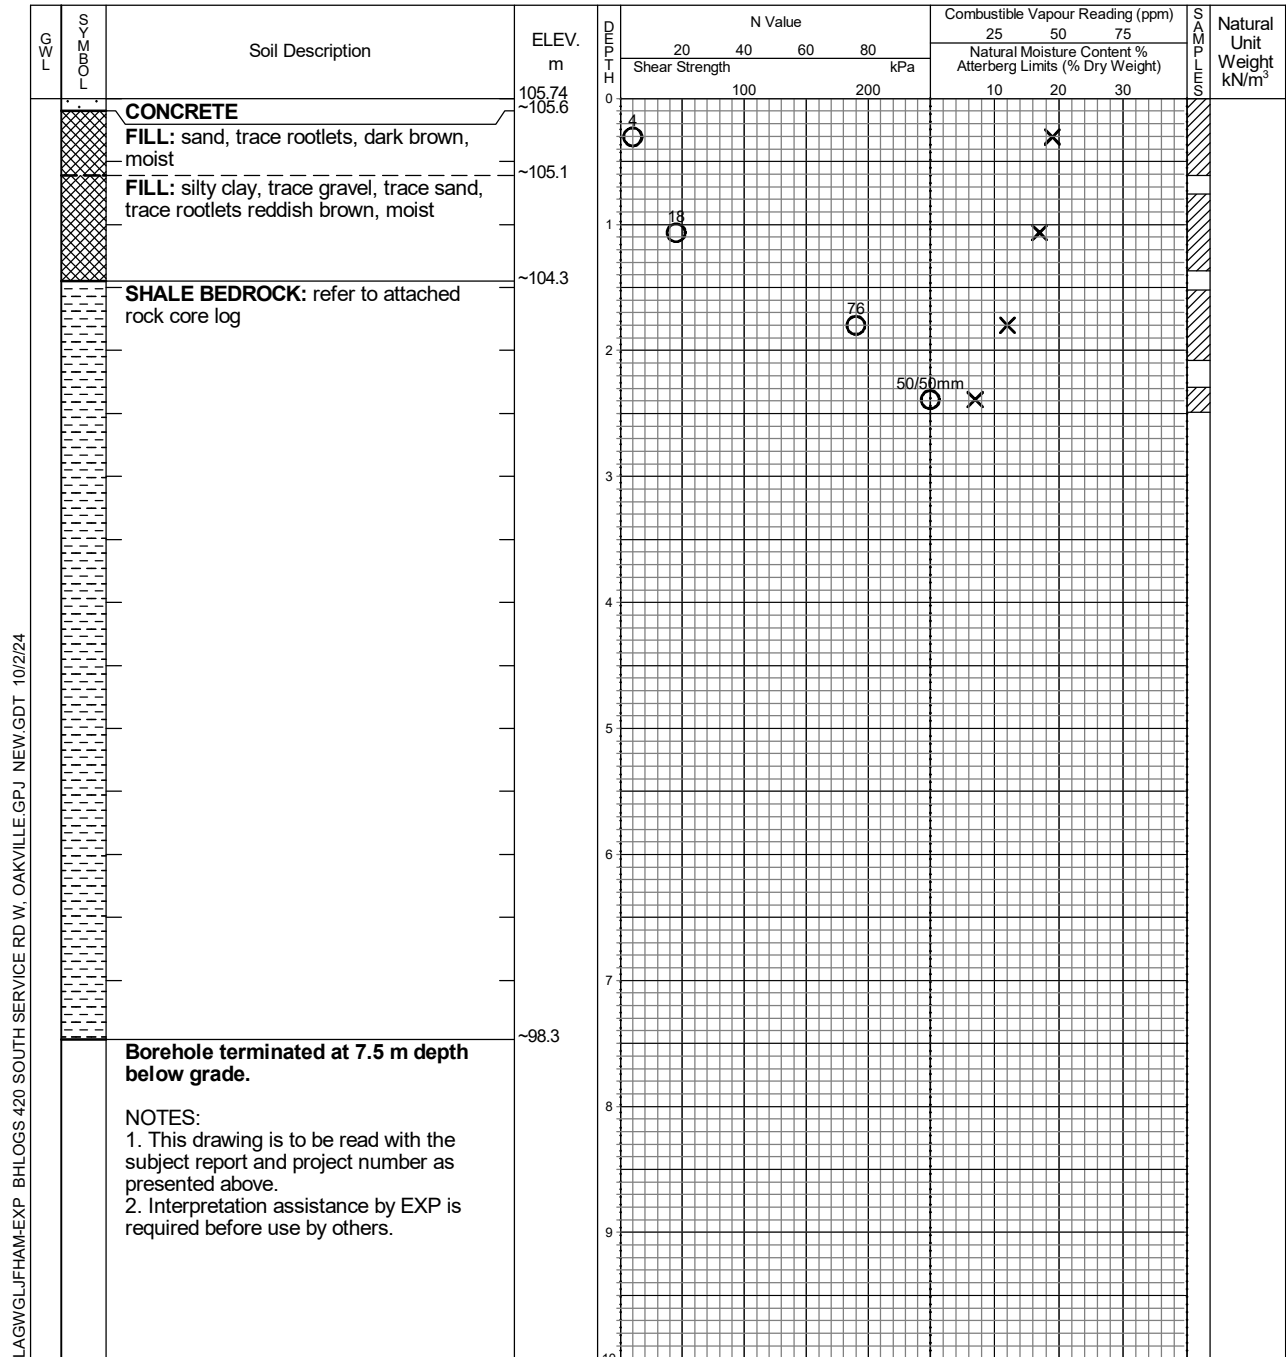 GWL
SYMBOL
Soil Description
ELEV.
m
DEPTH
N Value
20 40 60 80
Shear Strength kPa
100 200
Combustible Vapour Reading (ppm)
25 50 75
Natural Moisture Content %
Atterberg Limits (% Dry Weight)
10 20 30
SAMPLES
Natural
Unit
Weight
kN/m³
105.74
0
CONCRETE
~105.6
FILL: sand, trace rootlets, dark brown,
moist
4
~105.1
FILL: silty clay, trace gravel, trace sand,
trace rootlets reddish brown, moist
18
1
~104.3
SHALE BEDROCK: refer to attached
rock core log
76
2
50/50mm
3
4
5
6
7
~98.3
Borehole terminated at 7.5 m depth
below grade.
NOTES:
1. This drawing is to be read with the
subject report and project number as
presented above.
2. Interpretation assistance by EXP is
required before use by others.
8
9
10
LAGWGLJFHAM-EXP BHLOGS 420 SOUTH SERVICE RD W, OAKVILLE.GPJ NEW.GDT 10/2/24